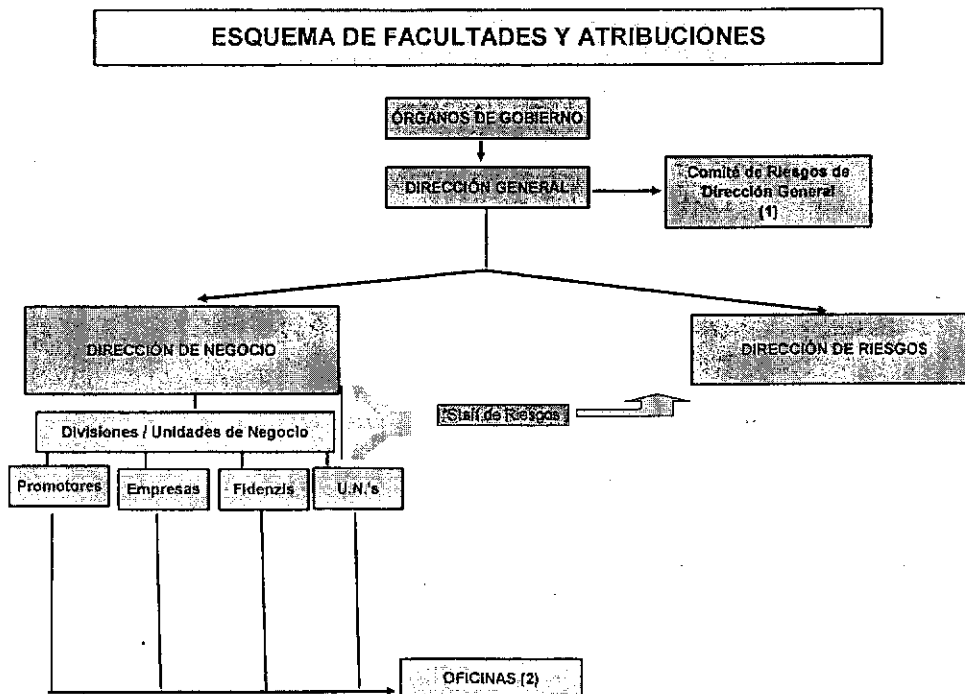 ESQUEMA DE FACULTADES Y ATRIBUCIONES
ÓRGANOS DE GOBIERNO
DIRECCIÓN GENERAL
Comité de Riesgos de
Dirección General
(1)
DIRECCIÓN DE NEGOCIO
DIRECCIÓN DE RIESGOS
Staff de Riesgos
Divisiones / Unidades de Negocio
Promotores
Empresas
Fidenzis
U.N.'s
OFICINAS (2)